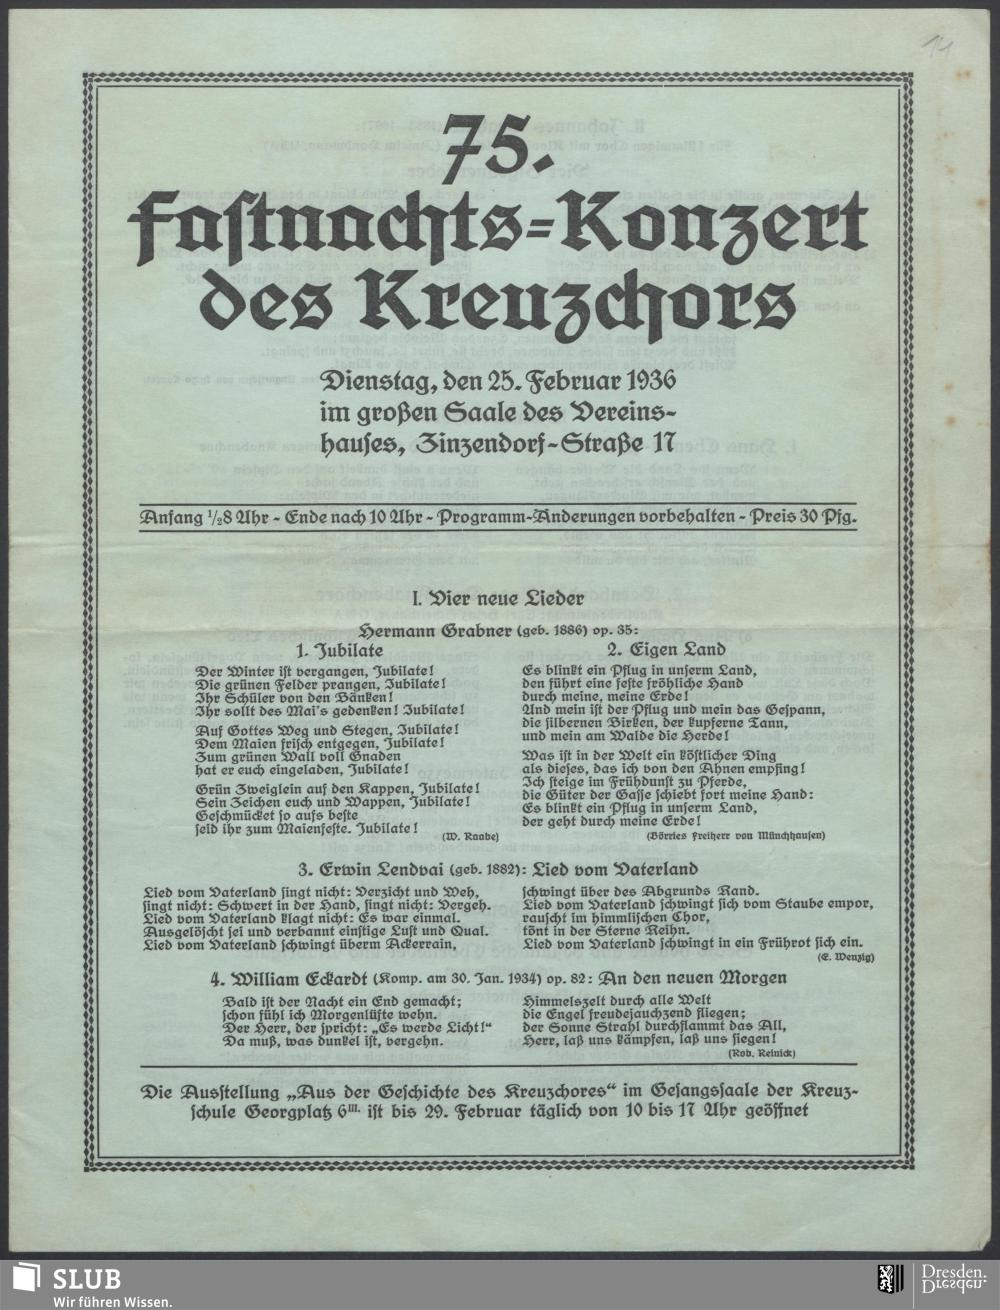 14
75.
Fastnachts=Konzert
des Kreuzchors
Dienstag, den 25. Februar 1936
im großen Saale des Vereins-
hauses, Zinzendorf-Straße 17
Anfang 1/28 Uhr - Ende nach 10 Uhr - Programm-Änderungen vorbehalten - Preis 30 Pfg.
I. Vier neue Lieder
Hermann Grabner (geb. 1886) op. 35:
1. Jubilate
Der Winter ist vergangen, Jubilate!
Die grünen Felder prangen, Jubilate!
Ihr Schüler von den Bänken!
Ihr sollt des Mai's gedenken! Jubilate!
Auf Gottes Weg und Stegen, Jubilate!
Dem Maien frisch entgegen, Jubilate!
Zum grünen Wall voll Gnaden
hat er euch eingeladen, Jubilate!
Grün Zweiglein auf den Kappen, Jubilate!
Sein Zeichen euch und Wappen, Jubilate!
Geschmücket so aufs beste
seid ihr zum Maienfeste. Jubilate!
(W. Raabe)
2. Eigen Land
Es blinkt ein Pflug in unserm Land,
den führt eine feste fröhliche Hand
durch meine, meine Erde!
Und mein ist der Pflug und mein das Gespann,
die silbernen Birken, der kupferne Tann,
und mein am Walde die Herde!
Was ist in der Welt ein köstlicher Ding
als dieses, das ich von den Ahnen empfing!
Ich steige im Frühdunst zu Pferde,
die Güter der Gasse schiebt fort meine Hand:
Es blinkt ein Pflug in unserm Land,
der geht durch meine Erde!
(Börries Freiherr von Münchhausen)
3. Erwin Lendvai (geb. 1882): Lied vom Vaterland
Lied vom Vaterland singt nicht: Verzicht und Weh,
singt nicht: Schwert in der Hand, singt nicht: Vergeh.
Lied vom Vaterland klagt nicht: Es war einmal.
Ausgelöscht sei und verbannt einstige Lust und Qual.
Lied vom Vaterland schwingt überm Ackerrain,
schwingt über des Abgrunds Rand.
Lied vom Vaterland schwingt sich vom Staube empor,
rauscht im himmlischen Chor,
tönt in der Sterne Reihn.
Lied vom Vaterland schwingt in ein Frührot sich ein.
(E. Wenzig)
4. William Eckardt (Komp. am 30. Jan. 1934) op. 82: An den neuen Morgen
Bald ist der Nacht ein End gemacht;
schon fühl ich Morgenlüfte wehn.
Der Herr, der spricht: „Es werde Licht!“
Da muß, was dunkel ist, vergehn.
Himmelszelt durch alle Welt
die Engel freudejauchzend fliegen;
der Sonne Strahl durchflammt das All,
Herr, laß uns kämpfen, laß uns siegen!
(Rob. Reinick)
Die Ausstellung „Aus der Geschichte des Kreuzchores“ im Gesangssaale der Kreuz-
schule Georgplatz 6III. ist bis 29. Februar täglich von 10 bis 17 Uhr geöffnet
SLUB
Wir führen Wissen.
Dresden.
Dresden.